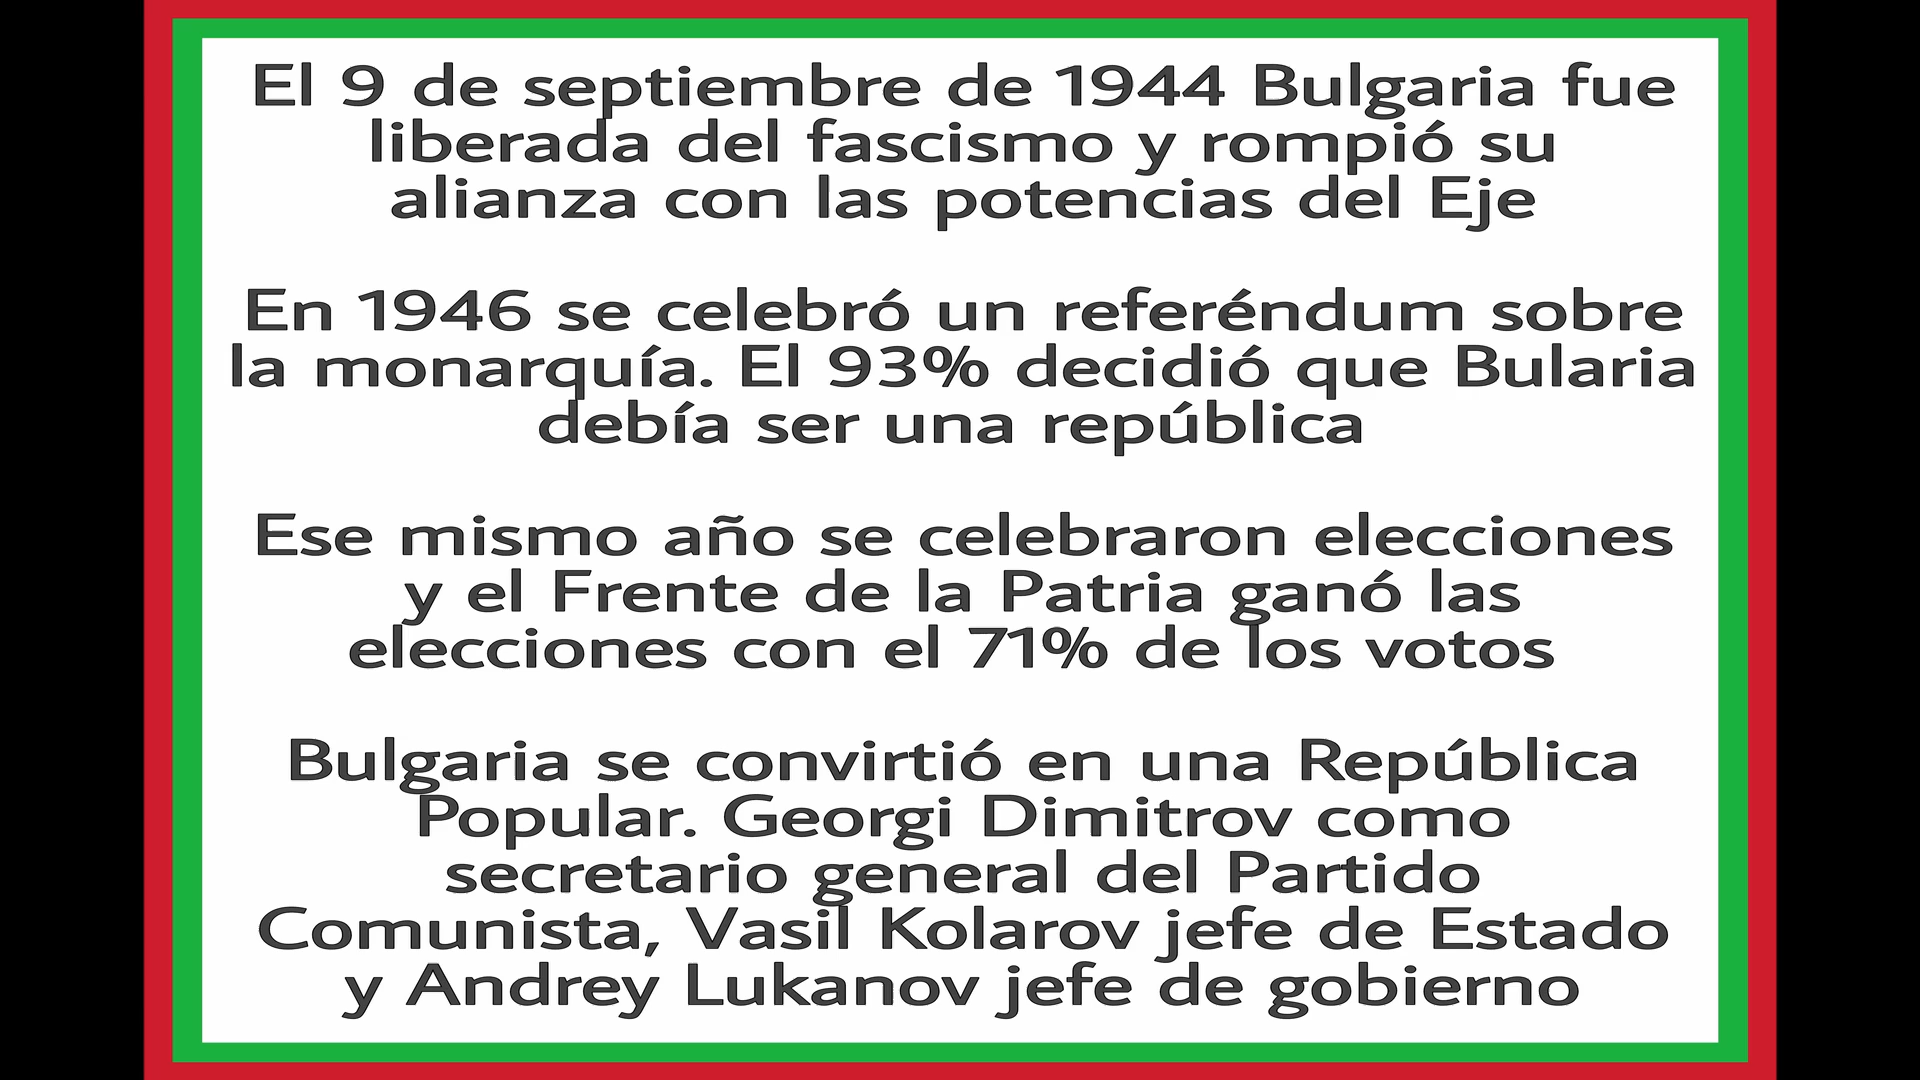 El 9 de septiembre de 1944 Bulgaria fue
liberada del fascismo y rompió su
alianza con las potencias del Eje
En 1946 se celebró un referéndum sobre
la monarquía. El 93% decidió que Bularia
debía ser una república
Ese mismo año se celebraron elecciones
y el Frente de la Patria ganó las
elecciones con el 71% de los votos
Bulgaria se convirtió en una República
Popular. Georgi Dimitrov como
secretario general del Partido
Comunista, Vasil Kolarov jefe de Estado
y Andrey Lukanov jefe de gobierno